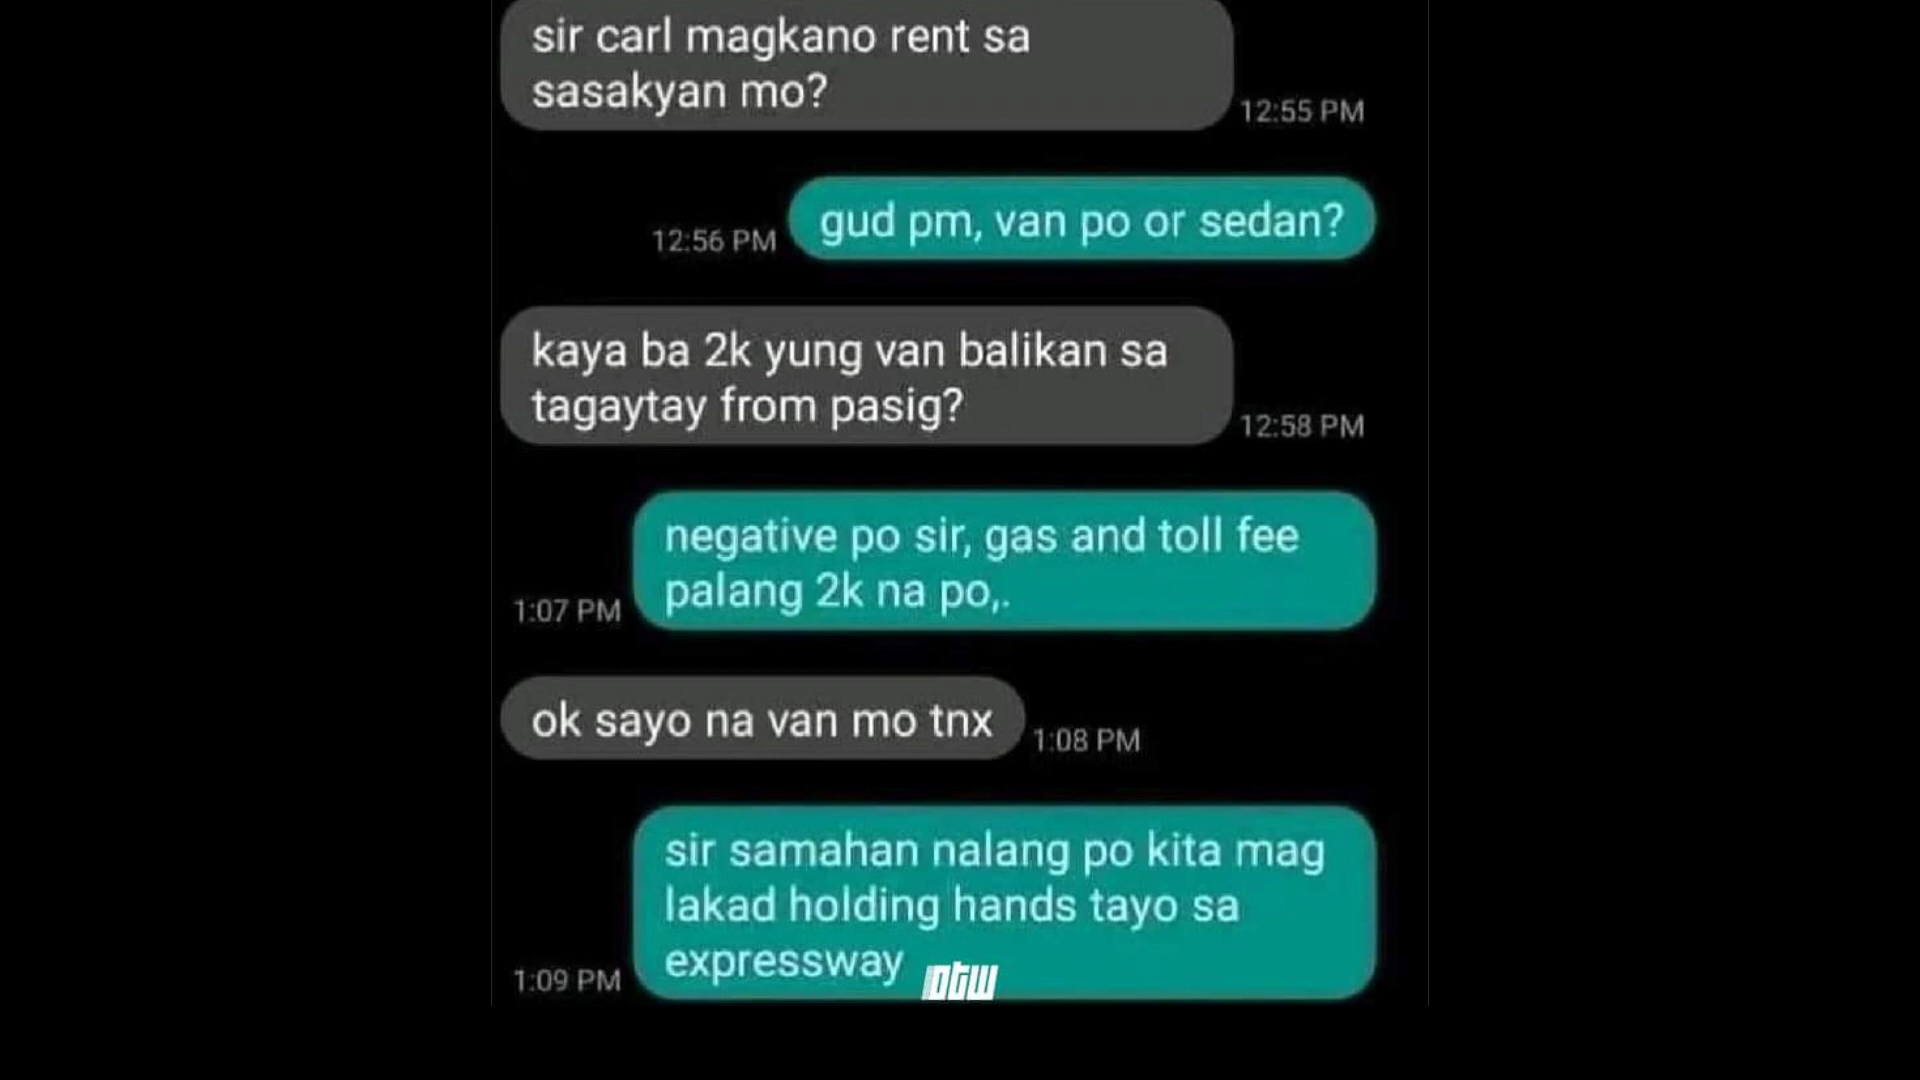 sir carl magkano rent sa
sasakyan mo?
12:55 PM
gud pm, van po or sedan?
12:56 PM
kaya ba 2k yung van balikan sa
tagaytay from pasig?
12:58 PM
negative po sir, gas and toll fee
palang 2k na po,.
1:07 PM
ok sayo na van mo tnx
1:08 PM
sir samahan nalang po kita mag
lakad holding hands tayo sa
expressway
1:09 PM
OTW